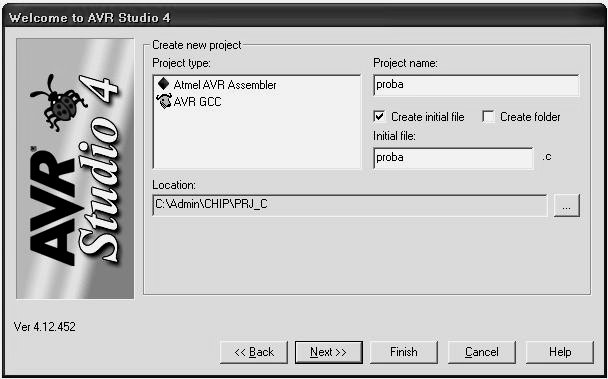 Welcome to AVR Studio 4
AVR®
Studio 4
Create new project
Project type:
Atmel AVR Assembler
AVR GCC
Project name:
proba
Create initial file
Create folder
Initial file:
proba
.c
Location:
C:\Admin\CHIP\PRJ_C
...
Ver 4.12.452
<< Back
Next >>
Finish
Cancel
Help